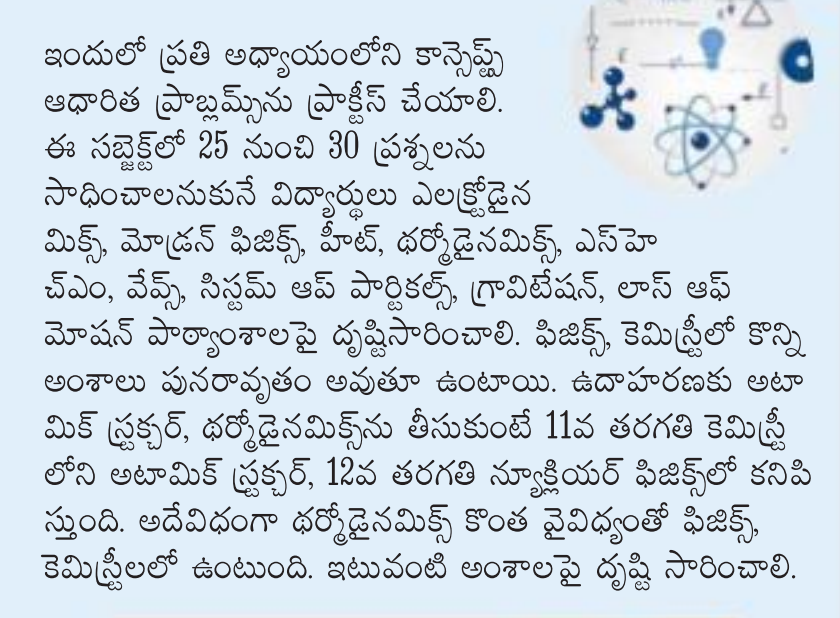 ఇందులో ప్రతి అధ్యాయంలోని కాన్సెప్ట్స్
ఆధారిత ప్రాబ్లమ్స్‌ను ప్రాక్టీస్ చేయాలి.
ఈ సబ్జెక్ట్‌లో 25 నుంచి 30 ప్రశ్నలను
సాధించాలనుకునే విద్యార్థులు ఎలక్ట్రోడైన
మిక్స్, మోడ్రన్ ఫిజిక్స్, హీట్, థర్మోడైనమిక్స్, ఎస్‌హె
చ్ఎం, వేవ్స్, సిస్టమ్ ఆప్ పార్టికల్స్, గ్రావిటేషన్, లాస్ ఆఫ్
మోషన్ పాఠ్యాంశాలపై దృష్టిసారించాలి. ఫిజిక్స్, కెమిస్ట్రీలో కొన్ని
అంశాలు పునరావృతం అవుతూ ఉంటాయి. ఉదాహరణకు అటా
మిక్ స్ట్రక్చర్, థర్మోడైనమిక్స్‌ను తీసుకుంటే 11వ తరగతి కెమిస్ట్రీ
లోని అటామిక్ స్ట్రక్చర్, 12వ తరగతి న్యూక్లియర్ ఫిజిక్స్‌లో కనిపి
స్తుంది. అదేవిధంగా థర్మోడైనమిక్స్ కొంత వైవిధ్యంతో ఫిజిక్స్,
కెమిస్ట్రీలలో ఉంటుంది. ఇటువంటి అంశాలపై దృష్టి సారించాలి.